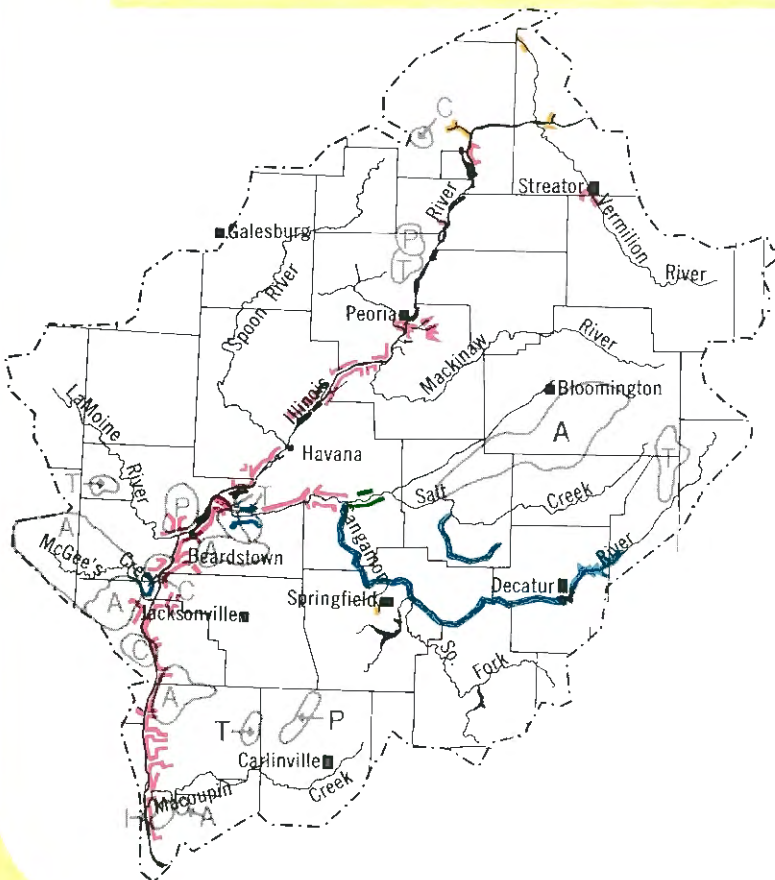 C
Streator
Vermilion
River
River
Galesburg
P
T
Spoon River
Peoria
Mackinaw
River
Bloomington
LaMoine
River
Illinois
A
Havana
T
T
P
T
Salt
Creek
A
Sangamon
River
McGee's
Creek
A
Beardstown
Decatur
C
A
Jacksonville
Springfield
So.
Fork
C
A
T
P
Carlinville
Macoupin
Creek
I
A